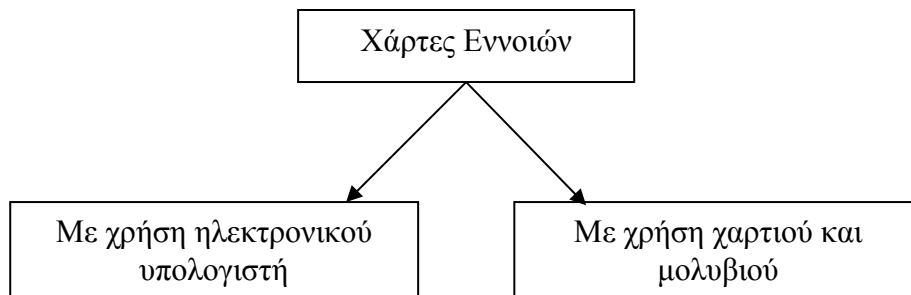 Χάρτες Εννοιών
Με χρήση ηλεκτρονικού
υπολογιστή
Με χρήση χαρτιού και
μολυβιού